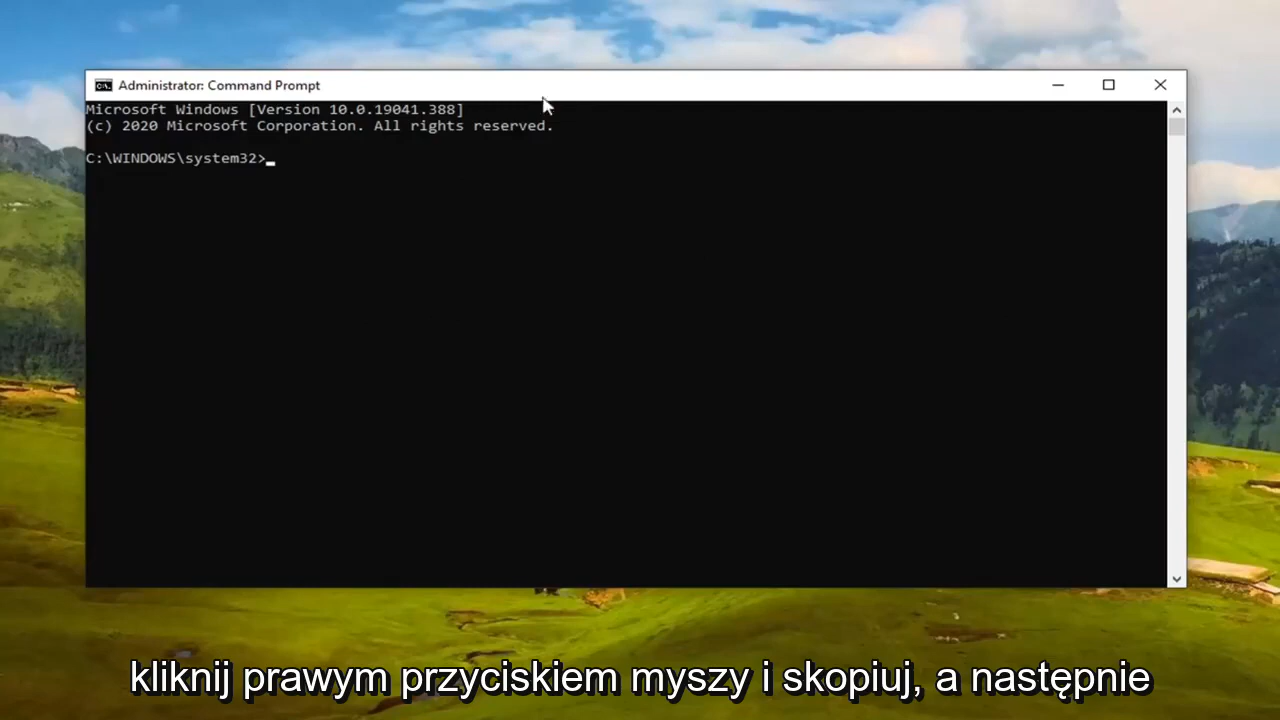 Administrator: Command Prompt
Microsoft Windows [Version 10.0.19041.388]
(c) 2020 Microsoft Corporation. All rights reserved.
C:\WINDOWS\system32>
kliknij prawym przyciskiem myszy i skopiuj, a następnie